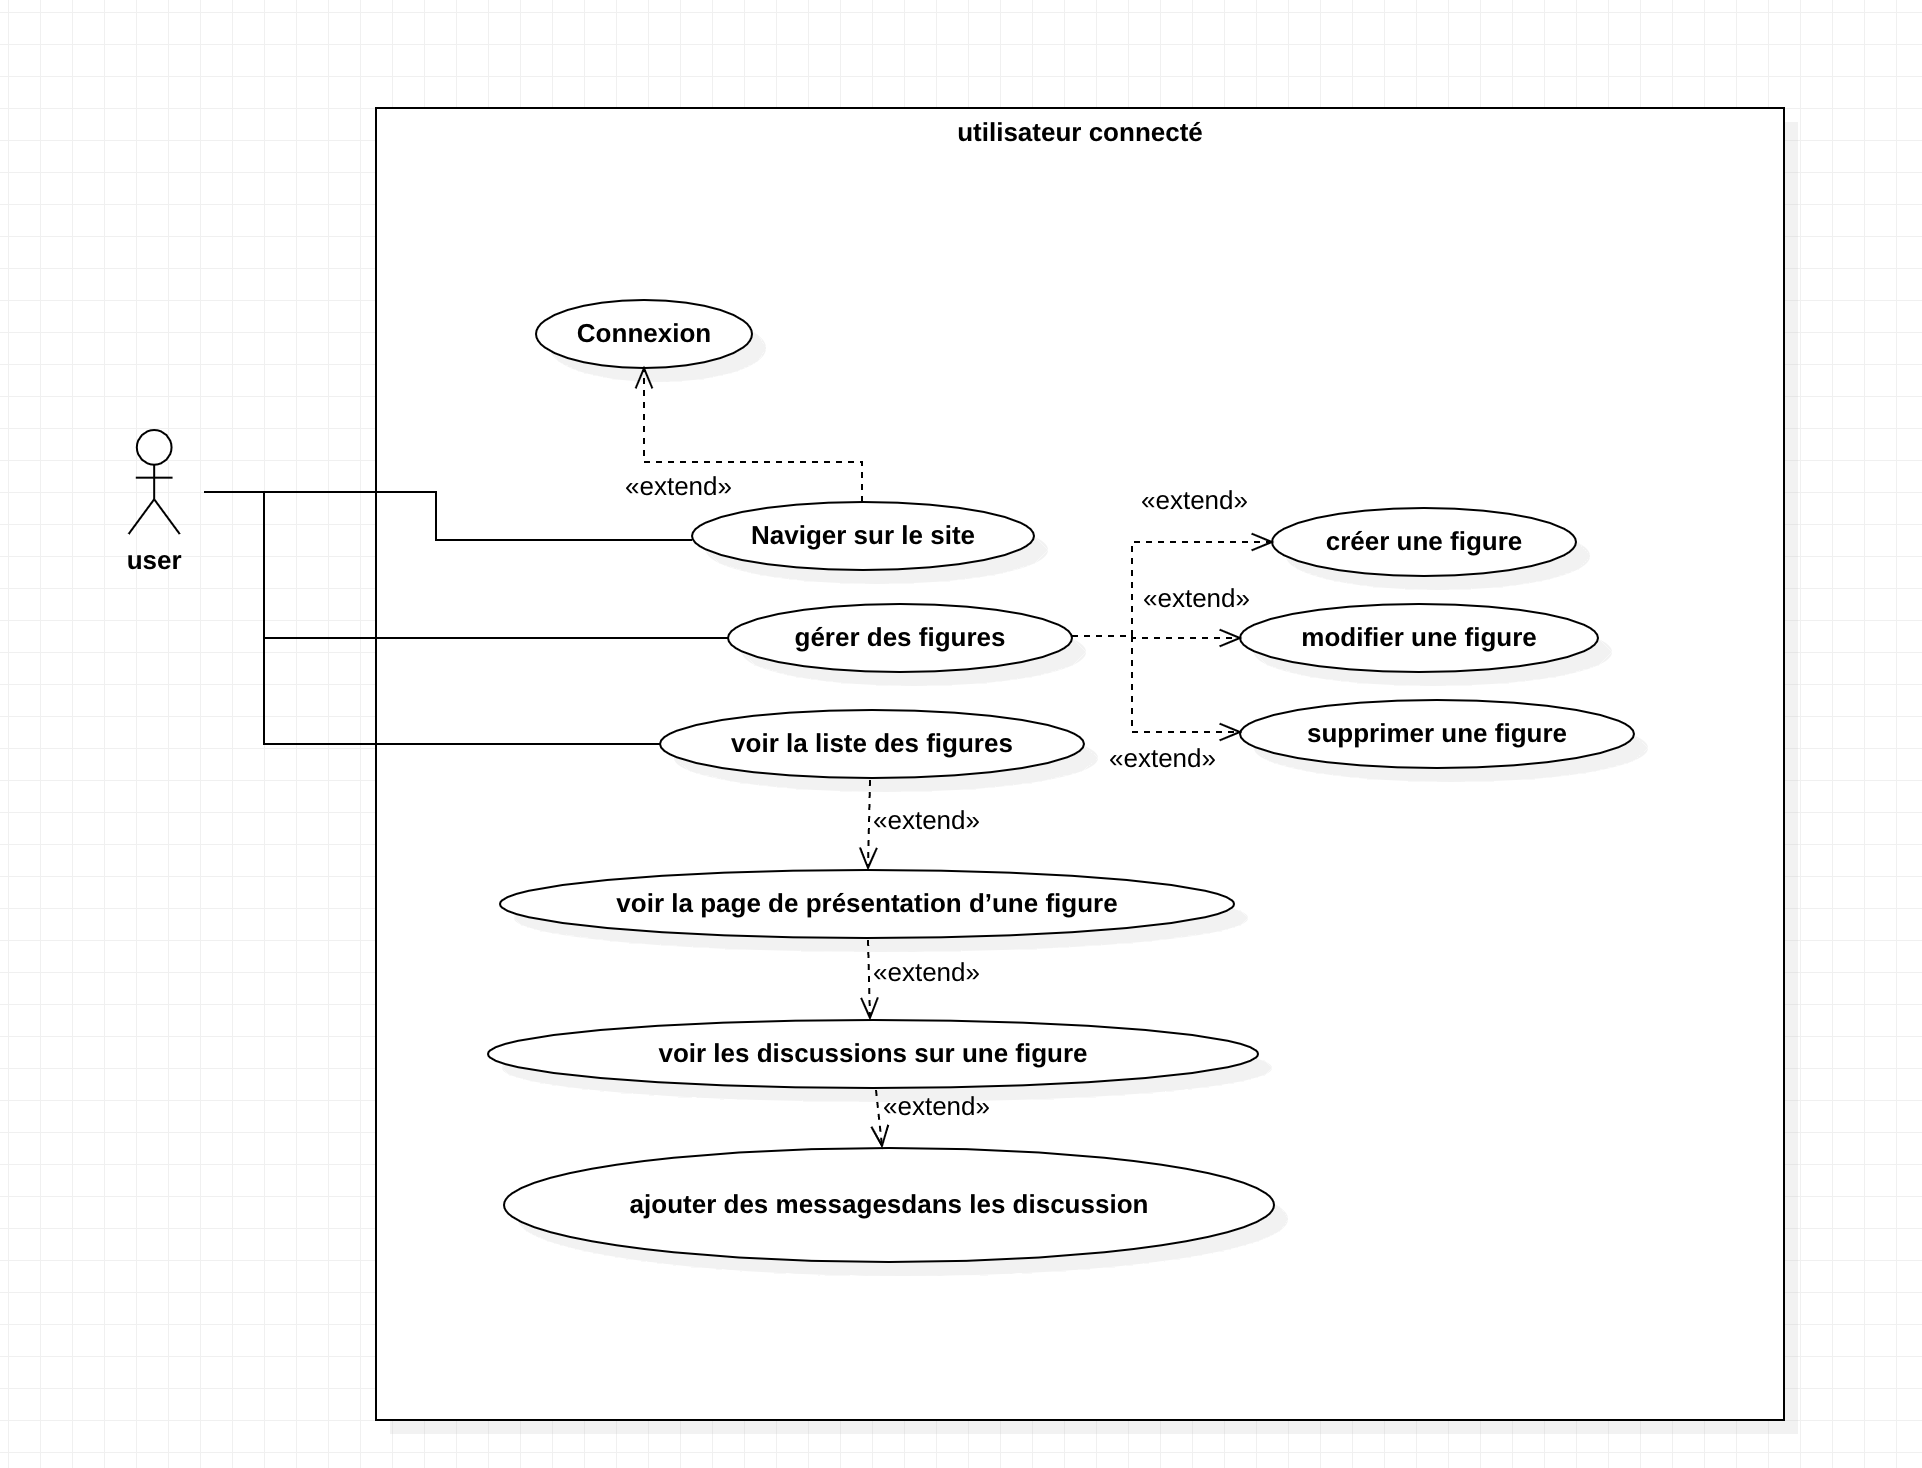 utilisateur connecté
Connexion
«extend»
user
Naviger sur le site
«extend»
créer une figure
«extend»
gérer des figures
modifier une figure
voir la liste des figures
supprimer une figure
«extend»
«extend»
voir la page de présentation d’une figure
«extend»
voir les discussions sur une figure
«extend»
ajouter des messagesdans les discussion